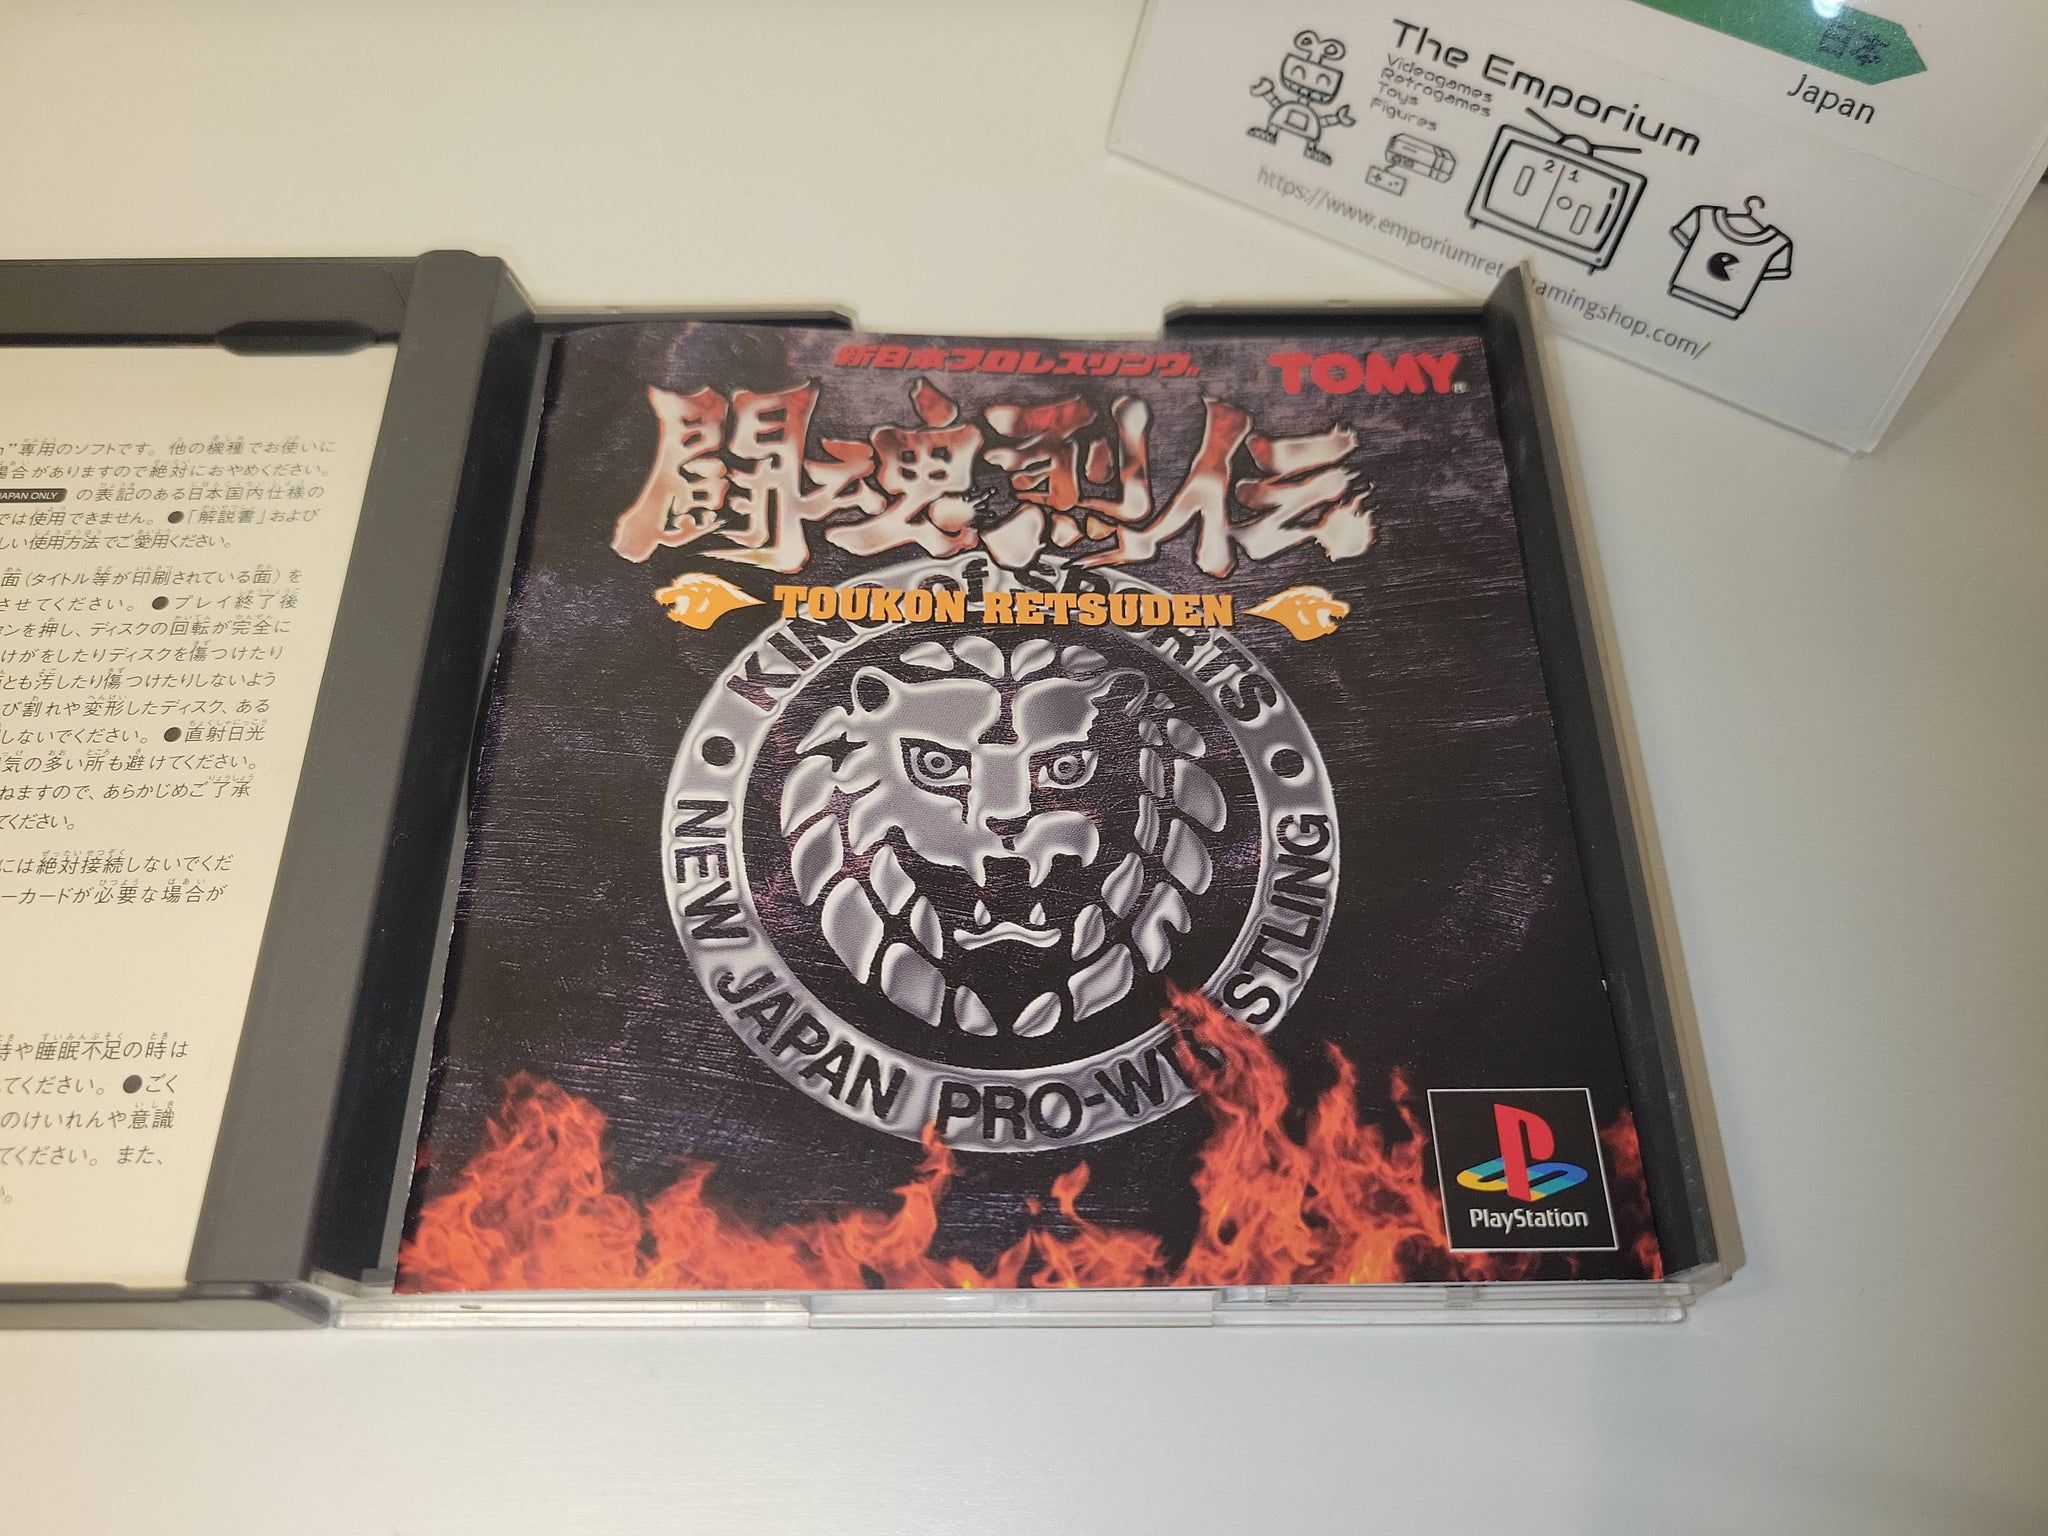 日本
Japan
The Emporium
Videogames
Retrogames
Toys
Figures
2 1
https://www.emporiumret gamingshop.com/
新日本プロレスリング
TOMY
闘魂烈伝
TOUKON RETSUDEN
KING of SPORTS
NEW JAPAN PRO-WRESTLING
PlayStation
専用のソフトです。他の機種でお使いに
場合がありますので絶対におやめください。
JAPAN ONLY の表記のある日本国内仕様の
では使用できません。●「解説書」および
しい使用方法でご愛用ください。
面(タイトル等が印刷されている面)を
させてください。●プレイ終了後
ンを押し、ディスクの回転が完全に
けがをしたりディスクを傷つけたり
とも汚したり傷つけたりしないよう
び割れや変形したディスク、ある
しないでください。●直射日光
気の多い所も避けてください。
ねますので、あらかじめご了承
てください。
には絶対接続しないでくだ
ーカードが必要な場合が
時や睡眠不足の時は
てください。●ごく
のけいれんや意識
てください。また、
い。